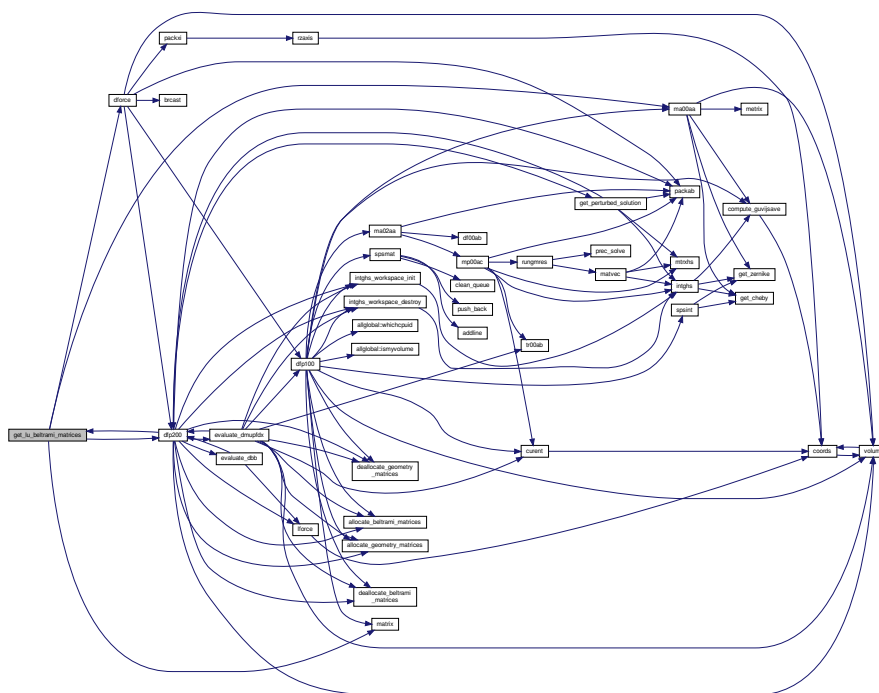 packxi
rzaxis
dforce
brcast
ma00aa
metrix
packab
get_perturbed_solution
compute_guvijsave
ma02aa
df00ab
spsmat
prec_solve
mp00ac
rungmres
mtrxhs
matvec
get_zernike
intghs_workspace_init
clean_queue
intghs
get_cheby
intghs_workspace_destroy
push_back
spsint
allglobal::whichcpuid
addline
allglobal::ismyvolume
tr00ab
dfp100
get_lu_beltrami_matrices
dfp200
evaluate_dmupfdx
curent
coords
volum
evaluate_dbb
deallocate_geometry
_matrices
lforce
allocate_beltrami_matrices
allocate_geometry_matrices
deallocate_beltrami
_matrices
matrix